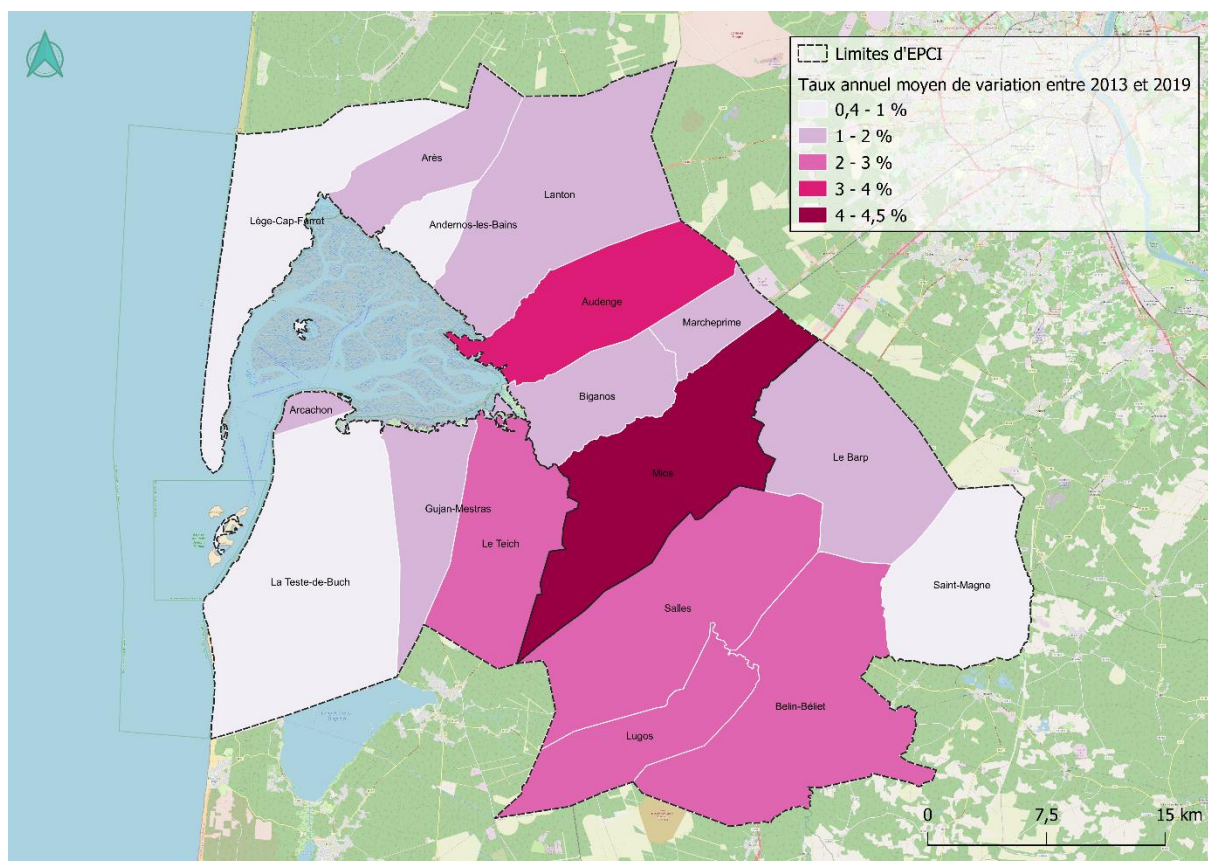 Limites d'EPCI
Taux annuel moyen de variation entre 2013 et 2019
0,4 - 1 %
1 - 2 %
2 - 3 %
3 - 4 %
4 - 4,5 %
Arès
Lanton
Lège-Cap-Ferret
Andernos-les-Bains
Audenge
Marcheprime
Biganos
Arcachon
Le Barp
Mios
Gujan-Mestras
Le Teich
La Teste-de-Buch
Saint-Magne
Salles
Belin-Béliet
Lugos
0
7,5
15 km